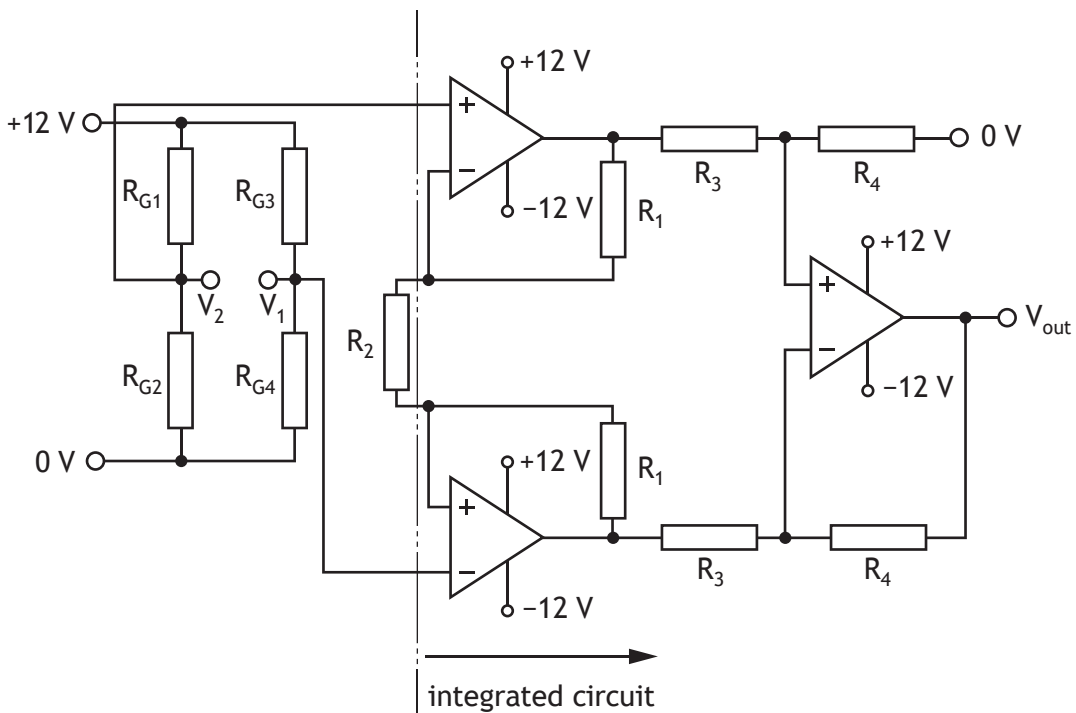 +12 V
+12 V
+
−
−12 V
R1
R3
R4
0 V
RG1
RG3
V2
V1
+12 V
+
−
−12 V
Vout
R2
RG2
RG4
0 V
+12 V
+
−
−12 V
R1
R3
R4
integrated circuit